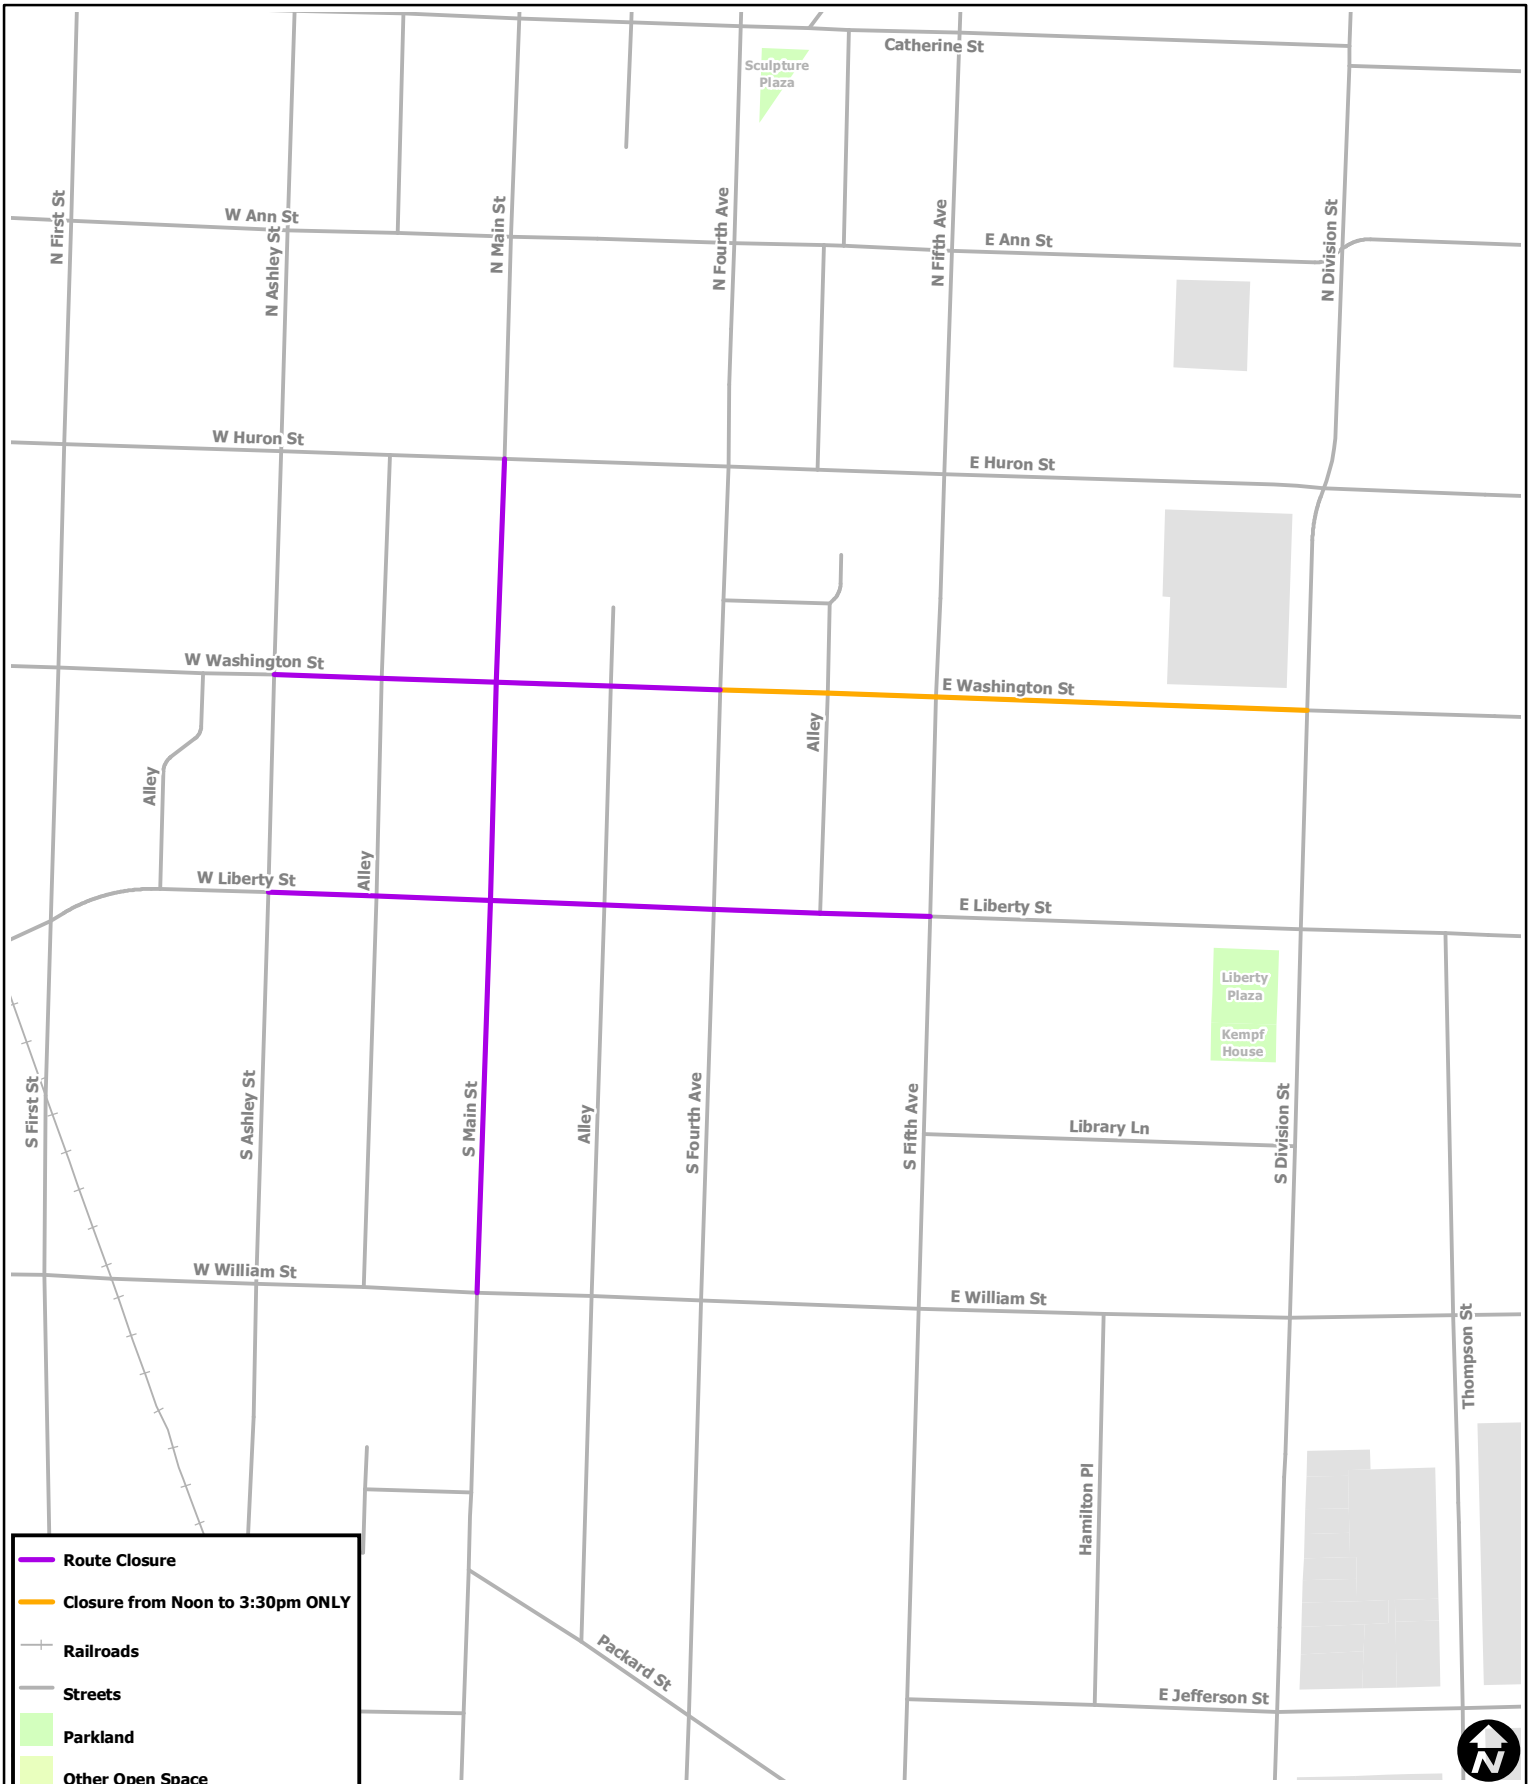 Catherine St
Sculpture
Plaza
N First St
W Ann St
N Ashley St
N Main St
N Fourth Ave
N Fifth Ave
E Ann St
N Division St
W Huron St
E Huron St
W Washington St
E Washington St
Alley
Alley
Alley
W Liberty St
E Liberty St
Liberty
Plaza
Kempf
House
S First St
S Ashley St
S Main St
Alley
S Fourth Ave
S Fifth Ave
Library Ln
S Division St
W William St
E William St
Thompson St
Hamilton Pl
Packard St
E Jefferson St
Route Closure
Closure from Noon to 3:30pm ONLY
Railroads
Streets
Parkland
Other Open Space
N